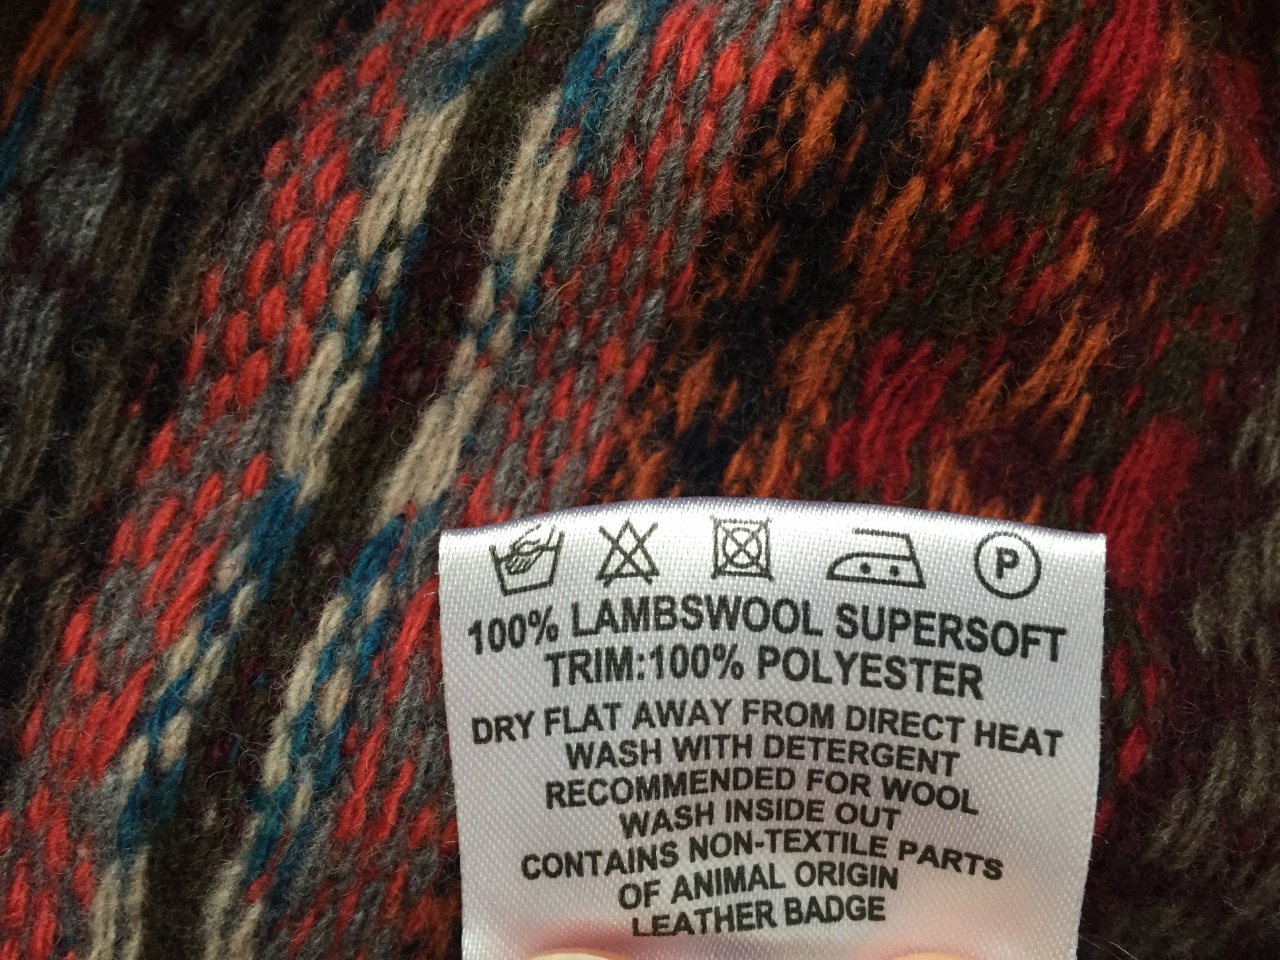 P
100% LAMBSWOOL SUPERSOFT
TRIM:100% POLYESTER
DRY FLAT AWAY FROM DIRECT HEAT
WASH WITH DETERGENT
RECOMMENDED FOR WOOL
WASH INSIDE OUT
CONTAINS NON-TEXTILE PARTS
OF ANIMAL ORIGIN
LEATHER BADGE